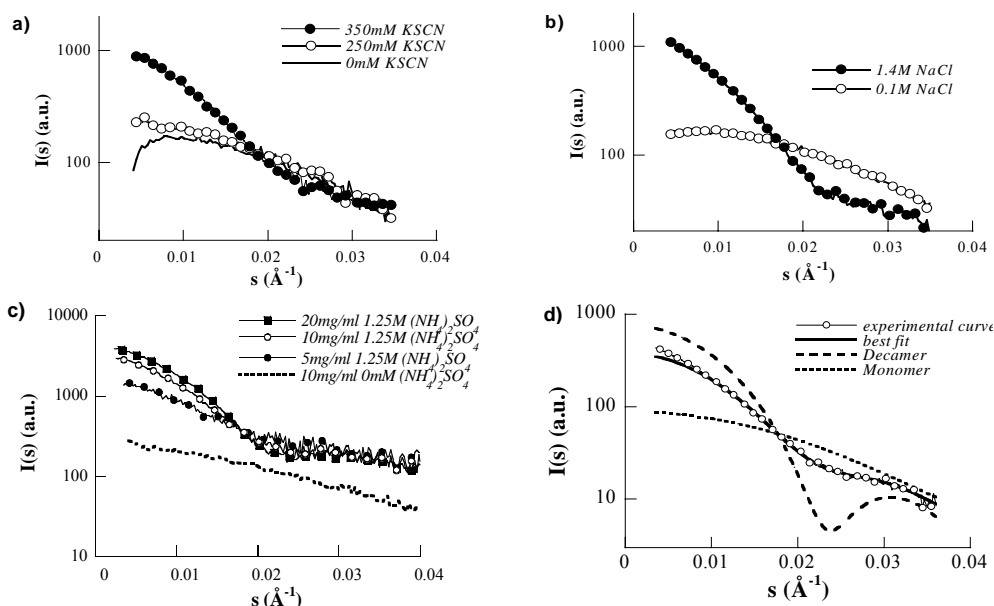 a)
350mM KSCN
250mM KSCN
0mM KSCN
1000
100
I(s) (a.u.)
0
0.01
0.02
0.03
0.04
s (Å-1)
b)
1.4M NaCl
0.1M NaCl
1000
100
I(s) (a.u.)
0
0.01
0.02
0.03
0.04
s (Å-1)
c)
20mg/ml 1.25M (NH4)2SO4
10mg/ml 1.25M (NH4)2SO4
5mg/ml 1.25M (NH4)2SO4
10mg/ml 0mM (NH4)2SO4
10000
1000
100
10
I(s) (a.u.)
0
0.01
0.02
0.03
0.04
s (Å-1)
d)
experimental curve
best fit
Decamer
Monomer
1000
100
10
I(s) (a.u.)
0
0.01
0.02
0.03
0.04
s (Å-1)